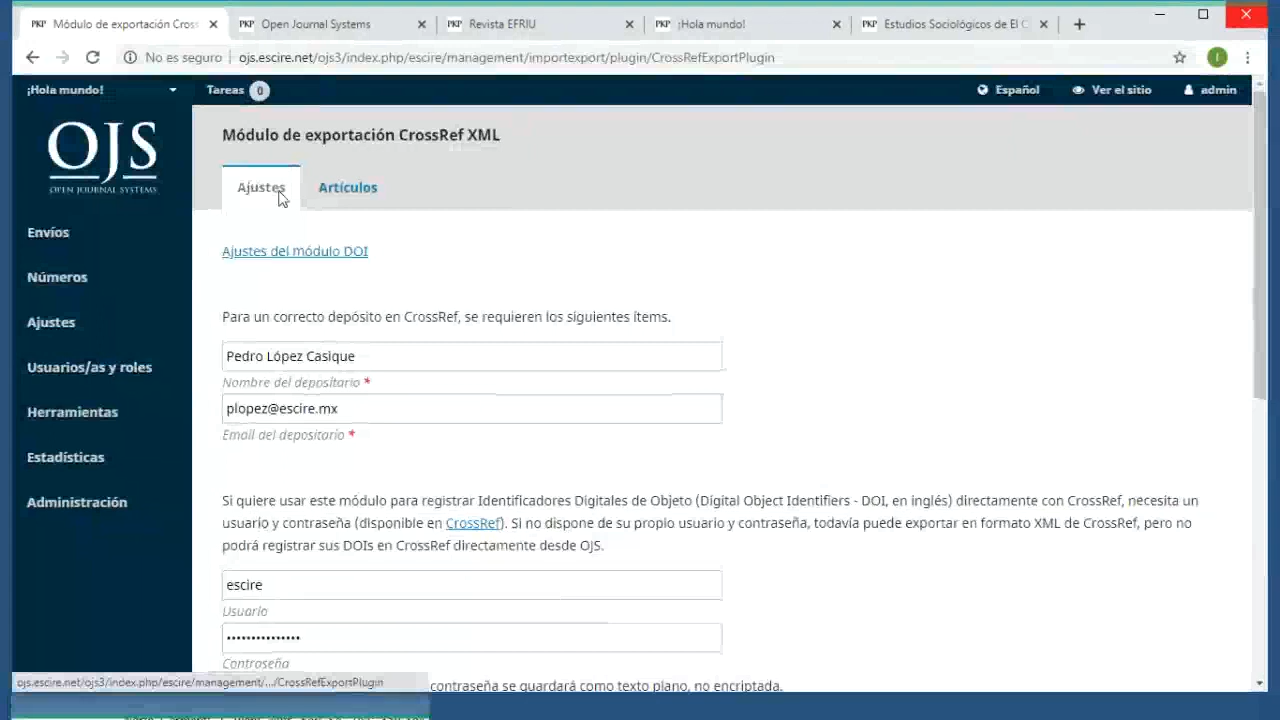 Módulo de exportación Cross
Open Journal Systems
Revista EFRIU
¡Hola mundo!
Estudios Sociológicos de El C
No es seguro
ojs.escire.net/ojs3/index.php/escire/management/importexport/plugin/CrossRefExportPlugin
¡Hola mundo!
Tareas 0
Español
Ver el sitio
admin
OJS
OPEN JOURNAL SYSTEMS
Módulo de exportación CrossRef XML
Ajustes
Artículos
Envíos
Números
Ajustes
Usuarios/as y roles
Herramientas
Estadísticas
Administración
Ajustes del módulo DOI
Para un correcto depósito en CrossRef, se requieren los siguientes ítems.
Pedro López Casique
Nombre del depositario *
plopez@escire.mx
Email del depositario *
Si quiere usar este módulo para registrar Identificadores Digitales de Objeto (Digital Object Identifiers - DOI, en inglés) directamente con CrossRef, necesita un
usuario y contraseña (disponible en CrossRef). Si no dispone de su propio usuario y contraseña, todavía puede exportar en formato XML de CrossRef, pero no
podrá registrar sus DOIs en CrossRef directamente desde OJS.
escire
Usuario
•••••••••••••••
Contraseña
contraseña se guardará como texto plano, no encriptada.
ojs.escire.net/ojs3/index.php/escire/management/.../CrossRefExportPlugin